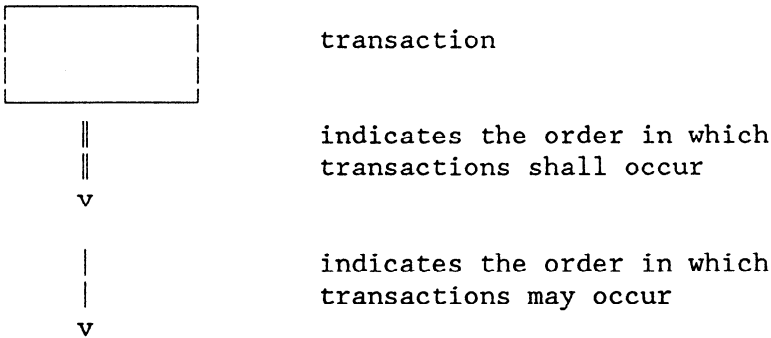 transaction
indicates the order in which
transactions shall occur
v
indicates the order in which
transactions may occur
v